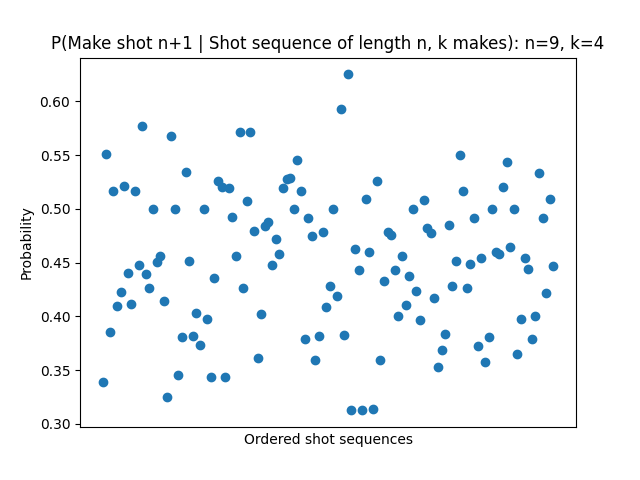 P(Make shot n+1 | Shot sequence of length n, k makes): n=9, k=4
0.60
0.55
0.50
0.45
0.40
0.35
0.30
Probability
Ordered shot sequences